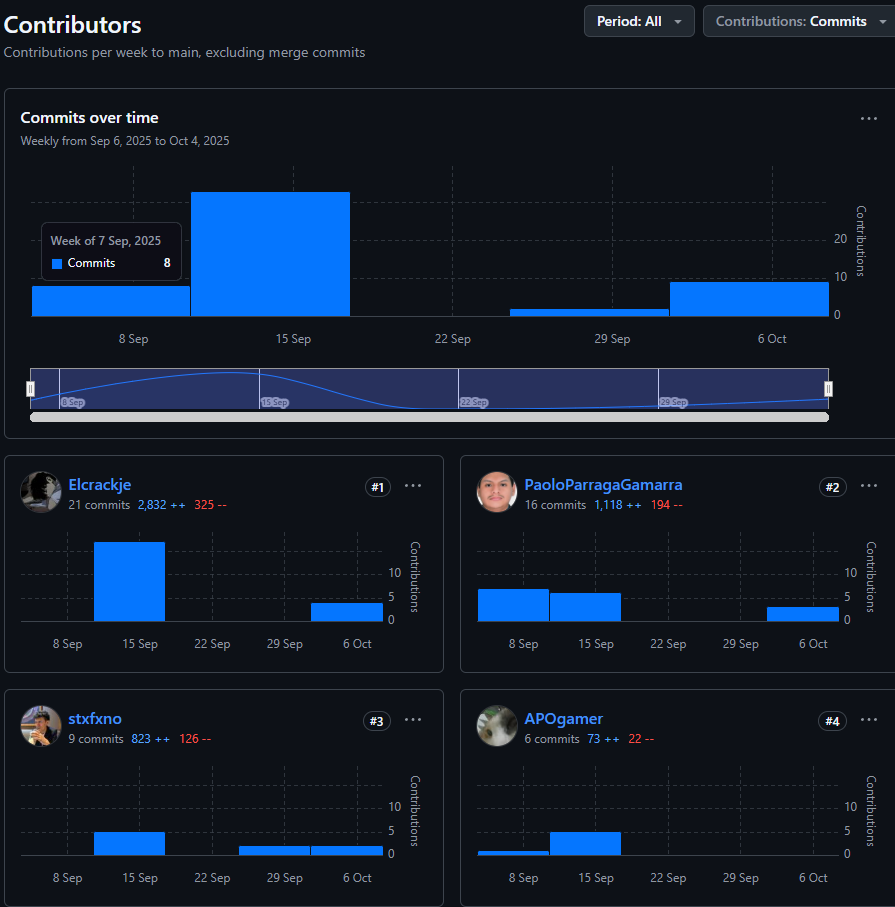 Contributors
Period: All
Contributions: Commits
Contributions per week to main, excluding merge commits
Commits over time
Weekly from Sep 6, 2025 to Oct 4, 2025
Week of 7 Sep, 2025
Commits 8
20
10
0
Contributions
8 Sep 15 Sep 22 Sep 29 Sep 6 Oct
8 Sep 15 Sep 22 Sep 29 Sep
Elcrackje
#1
21 commits 2,832 ++ 325 --
10
5
0
Contributions
8 Sep 15 Sep 22 Sep 29 Sep 6 Oct
PaoloParragaGamarra
#2
16 commits 1,118 ++ 194 --
10
5
0
Contributions
8 Sep 15 Sep 22 Sep 29 Sep 6 Oct
stxfxno
#3
9 commits 823 ++ 126 --
10
5
0
Contributions
8 Sep 15 Sep 22 Sep 29 Sep 6 Oct
APOgamer
#4
6 commits 73 ++ 22 --
10
5
0
Contributions
8 Sep 15 Sep 22 Sep 29 Sep 6 Oct